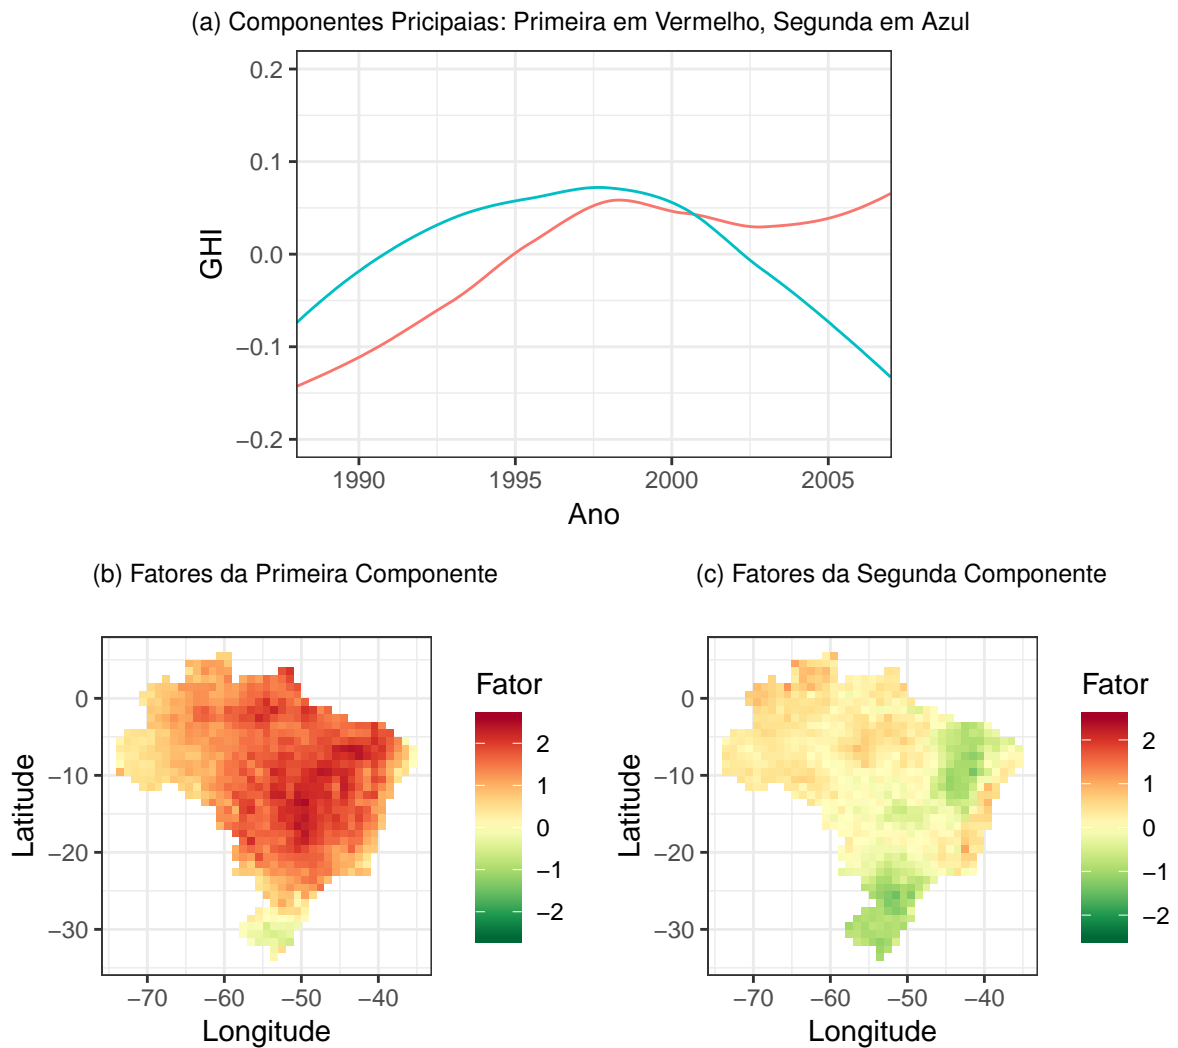 (a) Componentes Pricipaias: Primeira em Vermelho, Segunda em Azul
0.2
0.1
0.0
−0.1
−0.2
GHI
1990 1995 2000 2005
Ano
(b) Fatores da Primeira Componente
0
−10
−20
−30
Latitude
−70 −60 −50 −40
Longitude
Fator
2
1
0
−1
−2
(c) Fatores da Segunda Componente
0
−10
−20
−30
Latitude
−70 −60 −50 −40
Longitude
Fator
2
1
0
−1
−2